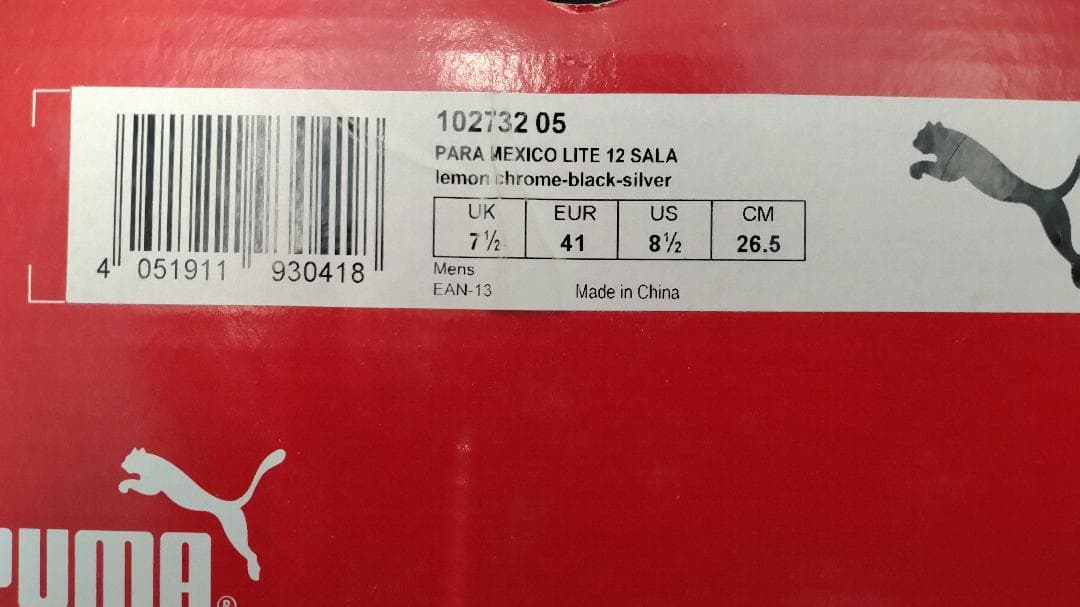 102732 05
PARA MEXICO LITE 12 SALA
lemon chrome-black-silver
UK EUR US CM
7½ 41 8½ 26.5
Mens
EAN-13 Made in China
4 051911 930418
PUMA®